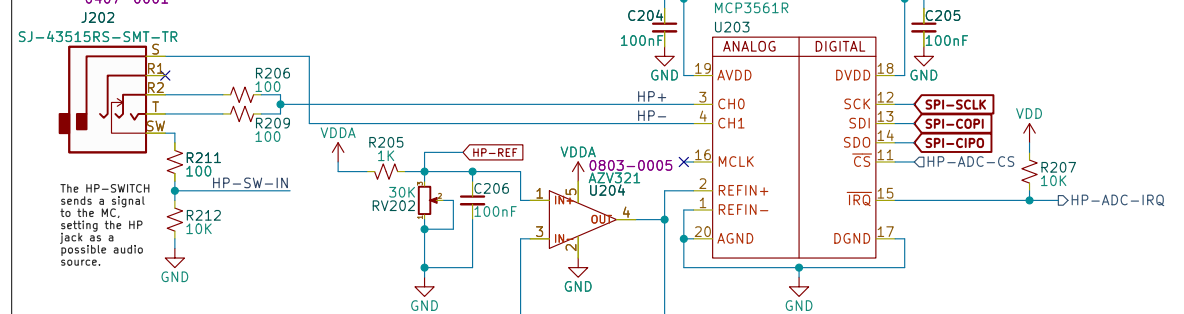 0407-0001
J202
SJ-43515RS-SMT-TR
S
R1
R2
T
SW
R206
100
R209
100
R211
100
HP-SW-IN
R212
10K
GND
The HP-SWITCH
sends a signal
to the MC,
setting the HP
jack as a
possible audio
source.
VDDA
R205
1K
HP-REF
30K
RV202
3
2
1
C206
100nF
GND
VDDA
0803-0005
AZV321
U204
1
IN+
5
OUT
4
3
IN-
2
GND
HP+
HP-
C204
100nF
GND
MCP3561R
U203
ANALOG
DIGITAL
19
AVDD
3
CH0
4
CH1
16
MCLK
2
REFIN+
1
REFIN-
20
AGND
DVDD
18
SCK
12
SPI-SCLK
SDI
13
SPI-COPI
SDO
14
SPI-CIPO
CS
11
HP-ADC-CS
IRQ
15
HP-ADC-IRQ
DGND
17
GND
C205
100nF
GND
VDD
R207
10K